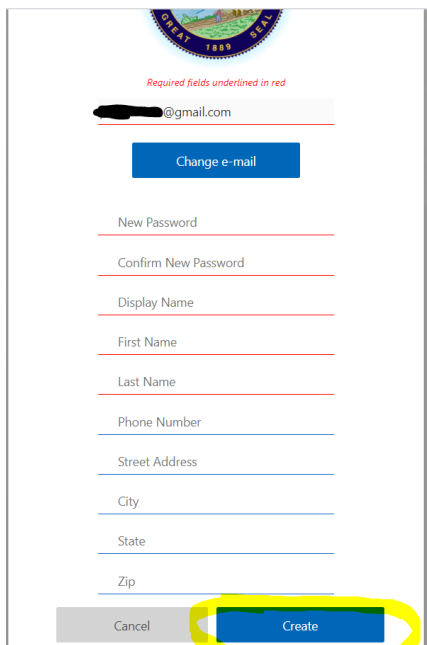 GREAT SEAL
1889
Required fields underlined in red
@gmail.com
Change e-mail
New Password
Confirm New Password
Display Name
First Name
Last Name
Phone Number
Street Address
City
State
Zip
Cancel Create